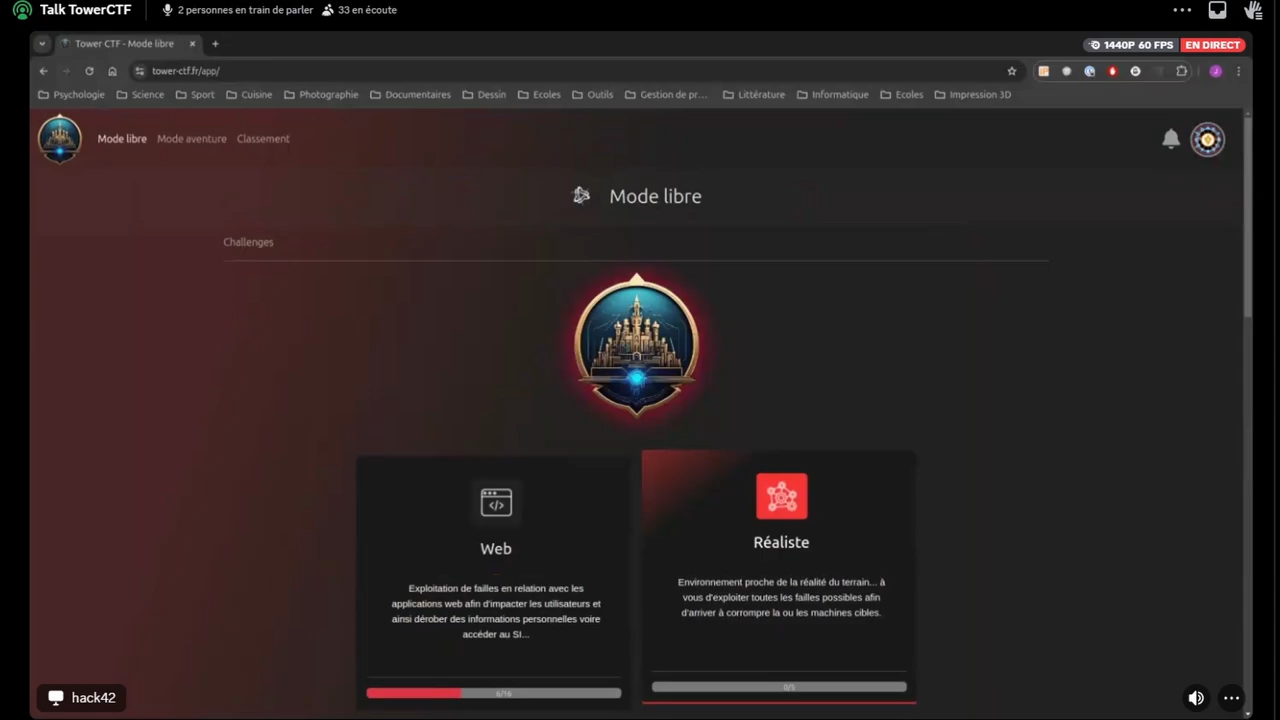 Talk TowerCTF
2 personnes en train de parler
33 en écoute
Tower CTF - Mode libre
1440P 60 FPS
EN DIRECT
tower-ctf.fr/app/
Psychologie
Science
Sport
Cuisine
Photographie
Documentaires
Dessin
Ecoles
Outils
Gestion de pr...
Littérature
Informatique
Ecoles
Impression 3D
Mode libre
Mode aventure
Classement
Mode libre
Challenges
Web
Exploitation de failles en relation avec les
applications web afin d'impacter les utilisateurs et
ainsi dérober des informations personnelles voire
accéder au SI...
6/16
Réaliste
Environnement proche de la réalité du terrain... à
vous d'exploiter toutes les failles possibles afin
d'arriver à corrompre la ou les machines cibles.
0/5
hack42